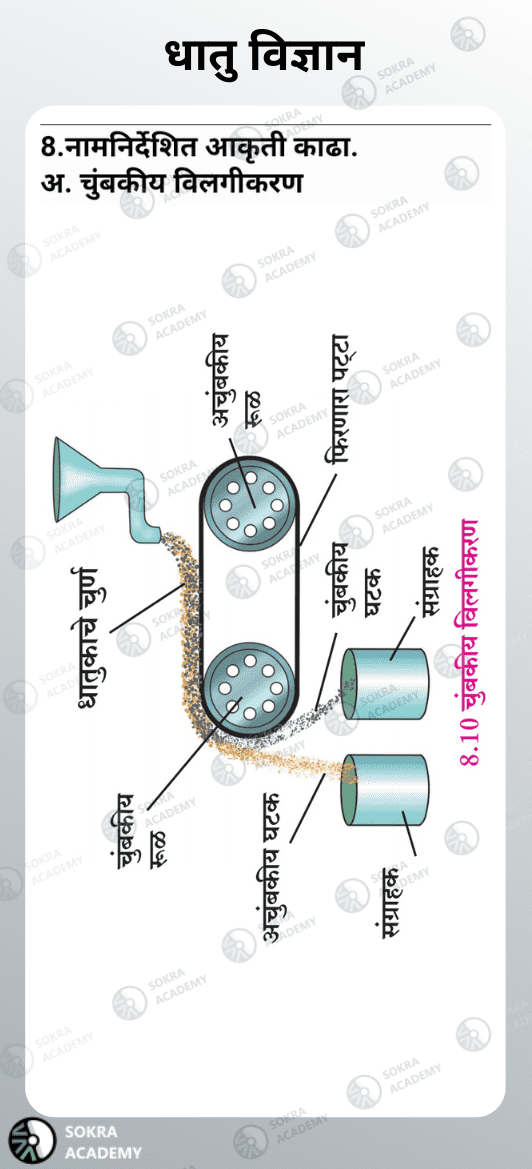 धातु विज्ञान
8.नामनिर्देशित आकृती काढा.
अ. चुंबकीय विलगीकरण
धातुकाचे चुर्ण
अचुंबकीय
रूळ
फिरणारा पट्टा
चुंबकीय
रूळ
चुंबकीय
घटक
संग्राहक
अचुंबकीय घटक
संग्राहक
8.10 चुंबकीय विलगीकरण
SOKRA
ACADEMY